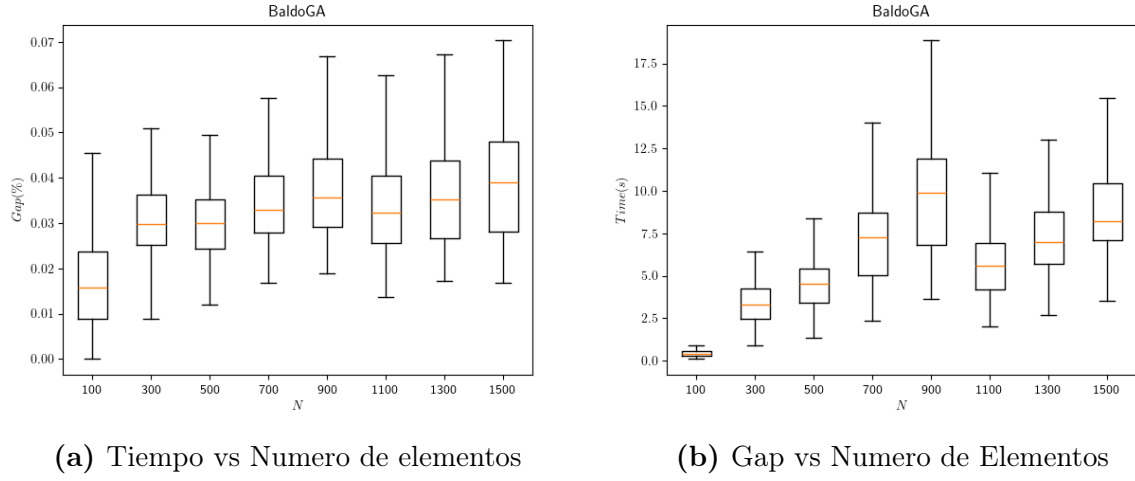 BaldoGA
0.07
0.06
0.05
0.04
0.03
0.02
0.01
0.00
Gap(%)
100 300 500 700 900 1100 1300 1500
N
(a) Tiempo vs Numero de elementos
BaldoGA
17.5
15.0
12.5
10.0
7.5
5.0
2.5
0.0
Time(s)
100 300 500 700 900 1100 1300 1500
N
(b) Gap vs Numero de Elementos